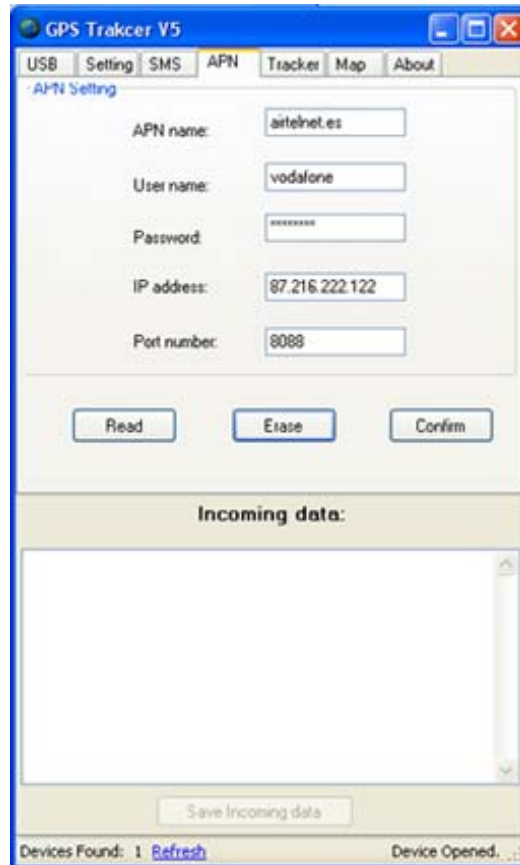 GPS Trakcer V5
USB Setting SMS APN Tracker Map About
APN Setting
APN name: airtelnet.es
User name: vodafone
Password: ********
IP address: 87.216.222.122
Port number: 8088
Read Erase Confirm
Incoming data:
Save Incoming data
Devices Found: 1 Refresh Device Opened.